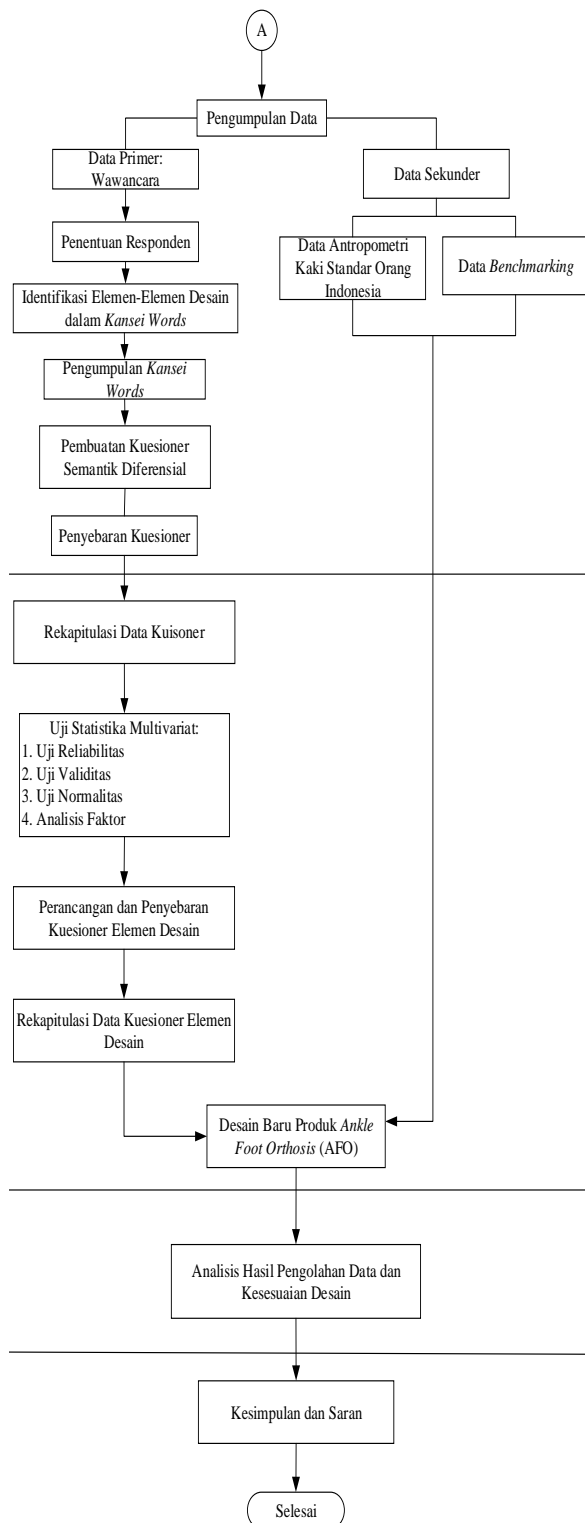 A
Pengumpulan Data
Data Primer:
Wawancara
Data Sekunder
Penentuan Responden
Data Antropometri
Kaki Standar Orang
Indonesia
Data Benchmarking
Identifikasi Elemen-Elemen Desain
dalam Kansei Words
Pengumpulan Kansei
Words
Pembuatan Kuesioner
Semantik Diferensial
Penyebaran Kuesioner
Rekapitulasi Data Kuisoner
Uji Statistika Multivariat:
1. Uji Reliabilitas
2. Uji Validitas
3. Uji Normalitas
4. Analisis Faktor
Perancangan dan Penyebaran
Kuesioner Elemen Desain
Rekapitulasi Data Kuesioner Elemen
Desain
Desain Baru Produk Ankle
Foot Orthosis (AFO)
Analisis Hasil Pengolahan Data dan
Kesesuaian Desain
Kesimpulan dan Saran
Selesai